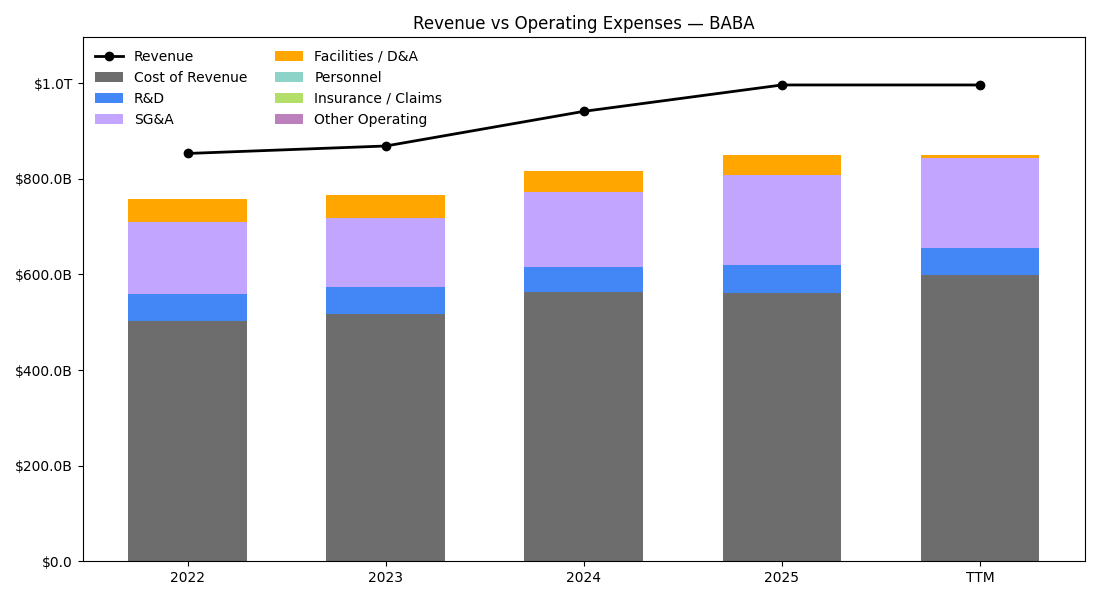 Revenue vs Operating Expenses — BABA
Revenue
Cost of Revenue
R&D
SG&A
Facilities / D&A
Personnel
Insurance / Claims
Other Operating
$1.0T
$800.0B
$600.0B
$400.0B
$200.0B
$0.0
2022
2023
2024
2025
TTM